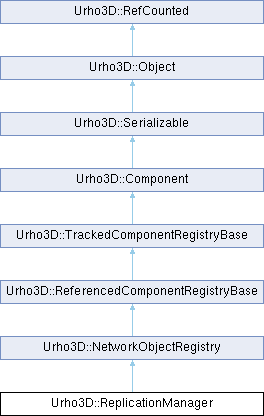 Urho3D::RefCounted
Urho3D::Object
Urho3D::Serializable
Urho3D::Component
Urho3D::TrackedComponentRegistryBase
Urho3D::ReferencedComponentRegistryBase
Urho3D::NetworkObjectRegistry
Urho3D::ReplicationManager